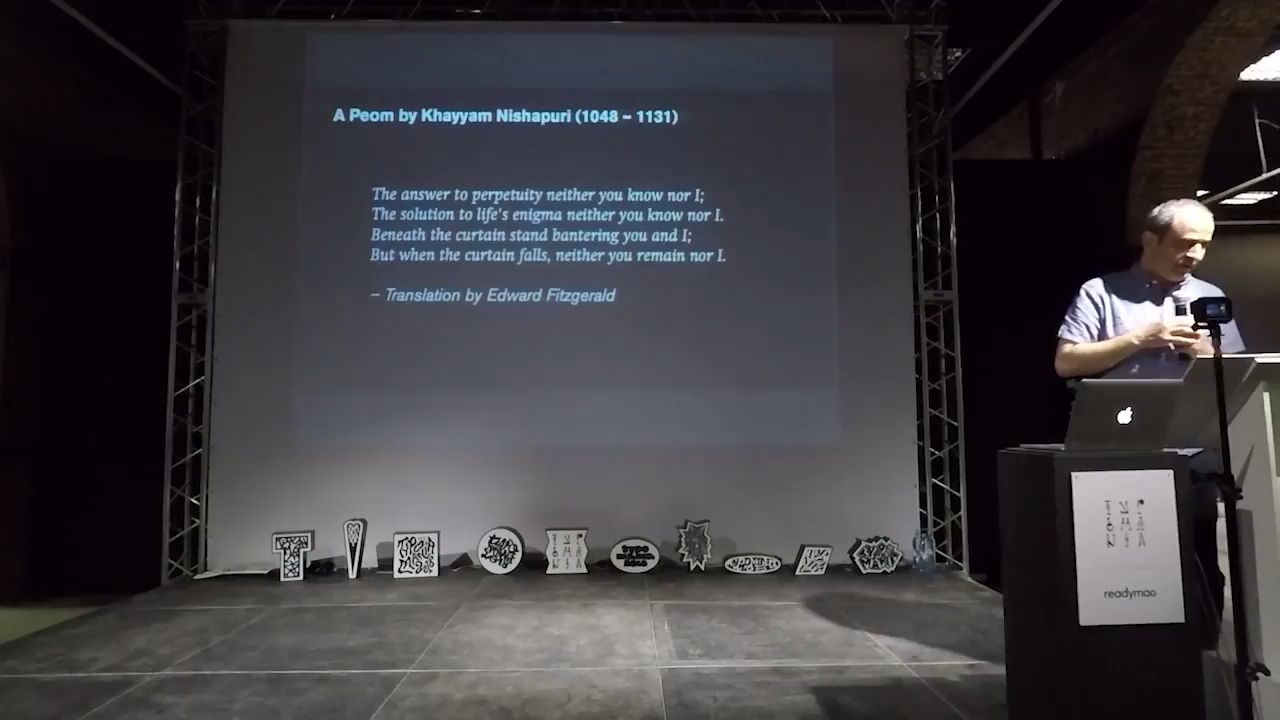 A Peom by Khayyam Nishapuri (1048 – 1131)
The answer to perpetuity neither you know nor I;
The solution to life's enigma neither you know nor I.
Beneath the curtain stand bantering you and I;
But when the curtain falls, neither you remain nor I.
– Translation by Edward Fitzgerald
readymag